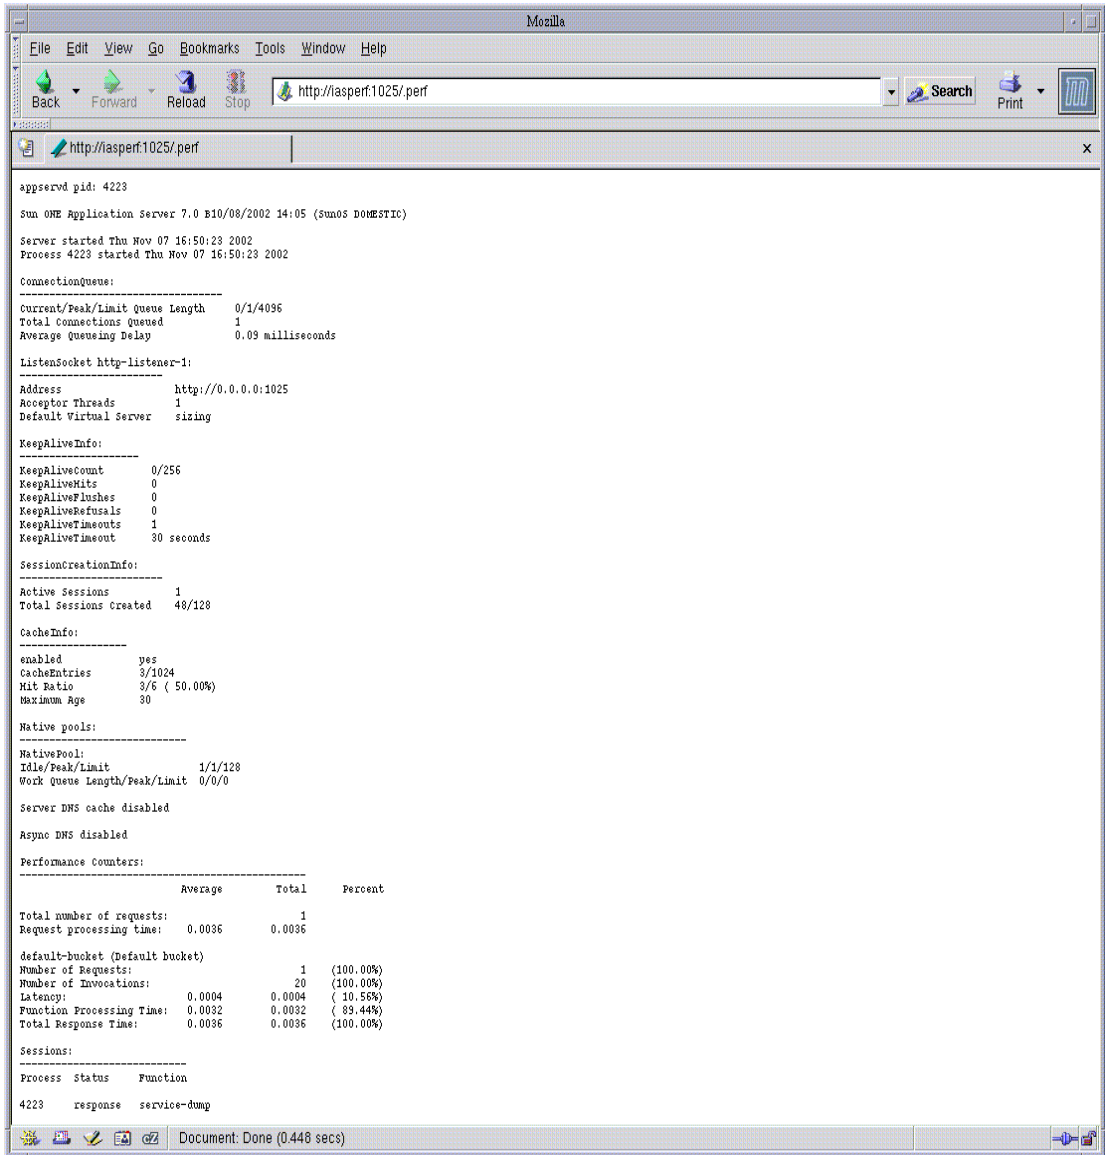 Mozilla
File Edit View Go Bookmarks Tools Window Help
Back Forward Reload Stop http://iasperf:1025/.perf Search Print
http://iasperf:1025/.perf x
appservd pid: 4223
Sun ONE Application Server 7.0 B10/08/2002 14:05 (SunOS DOMESTIC)
Server started Thu Nov 07 16:50:23 2002
Process 4223 started Thu Nov 07 16:50:23 2002
ConnectionQueue:
----------------------------------
Current/Peak/Limit Queue Length 0/1/4096
Total Connections Queued 1
Average Queueing Delay 0.09 milliseconds
ListenSocket http-listener-1:
------------------------
Address http://0.0.0.0:1025
Acceptor Threads 1
Default Virtual Server sizing
KeepAliveInfo:
--------------------
KeepAliveCount 0/256
KeepAliveHits 0
KeepAliveFlushes 0
KeepAliveRefusals 0
KeepAliveTimeouts 1
KeepAliveTimeout 30 seconds
SessionCreationInfo:
------------------------
Active Sessions 1
Total Sessions Created 48/128
CacheInfo:
------------------
enabled yes
CacheEntries 3/1024
Hit Ratio 3/6 ( 50.00%)
Maximum Age 30
Native pools:
----------------------------
NativePool:
Idle/Peak/Limit 1/1/128
Work Queue Length/Peak/Limit 0/0/0
Server DNS cache disabled
Async DNS disabled
Performance Counters:
------------------------------------------------
Average Total Percent
Total number of requests: 1
Request processing time: 0.0036 0.0036
default-bucket (Default bucket)
Number of Requests: 1 (100.00%)
Number of Invocations: 20 (100.00%)
Latency: 0.0004 0.0004 ( 10.56%)
Function Processing Time: 0.0032 0.0032 ( 89.44%)
Total Response Time: 0.0036 0.0036 (100.00%)
Sessions:
----------------------------
Process Status Function
4223 response service-dump
Document: Done (0.448 secs)